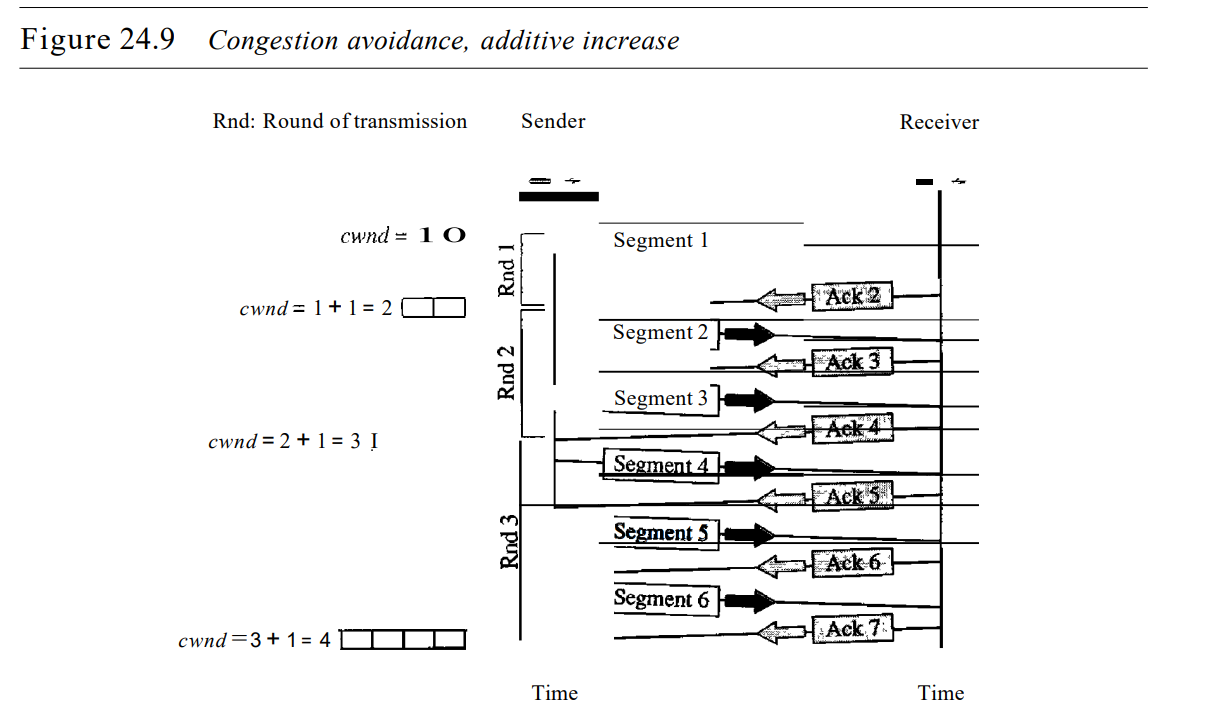 Figure 24.9 Congestion avoidance, additive increase
Rnd: Round of transmission Sender Receiver
cwnd = 1 0
Segment 1
Rnd 1
Ack 2
cwnd = 1 + 1 = 2
Segment 2
Ack 3
Rnd 2
Segment 3
Ack 4
cwnd = 2 + 1 = 3 I
Segment 4
Ack 5
Segment 5
Rnd 3
Ack 6
Segment 6
Ack 7
cwnd = 3 + 1 = 4
Time Time